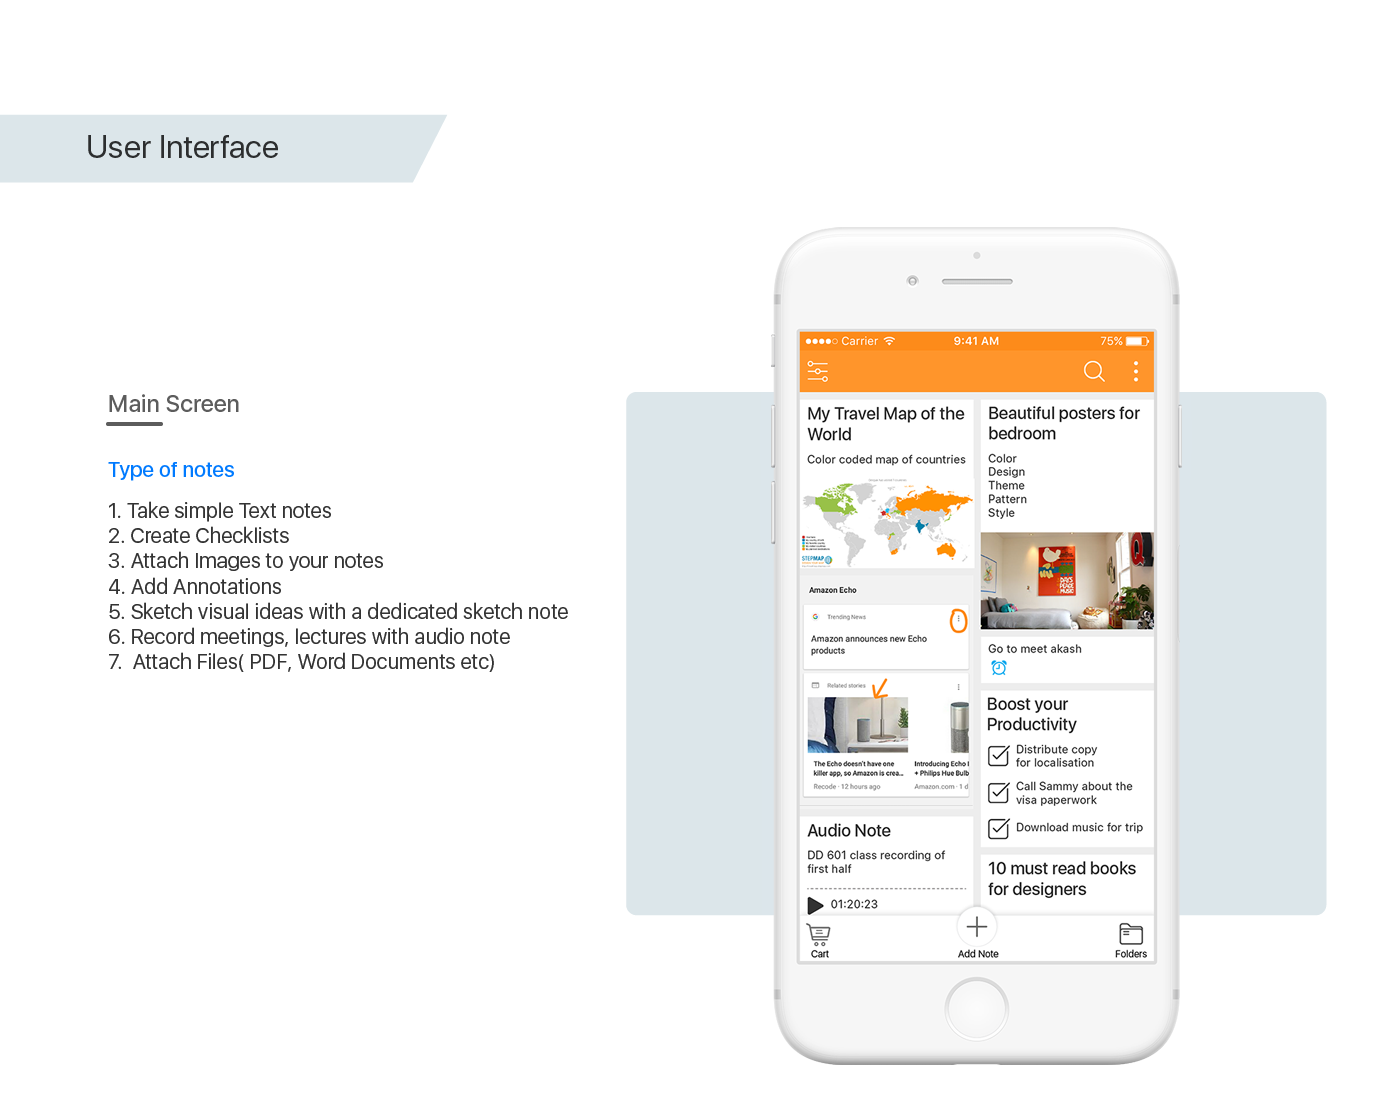 User Interface
Main Screen
Type of notes
1. Take simple Text notes
2. Create Checklists
3. Attach Images to your notes
4. Add Annotations
5. Sketch visual ideas with a dedicated sketch note
6. Record meetings, lectures with audio note
7.  Attach Files( PDF, Word Documents etc)
Carrier 9:41 AM 75%
My Travel Map of the
World
Color coded map of countries
STEPMAP
Amazon Echo
G Trending News
Amazon announces new Echo
products
Related stories
The Echo doesn't have one
killer app, so Amazon is crea...
Recode · 12 hours ago
Introducing Echo
+ Philips Hue Bulb
Amazon.com · 1 d
Audio Note
DD 601 class recording of
first half
01:20:23
Beautiful posters for
bedroom
Color
Design
Theme
Pattern
Style
DAYS
PEACE
MUSIC
Go to meet akash
Boost your
Productivity
Distribute copy
for localisation
Call Sammy about the
visa paperwork
Download music for trip
10 must read books
for designers
Cart
Add Note
Folders